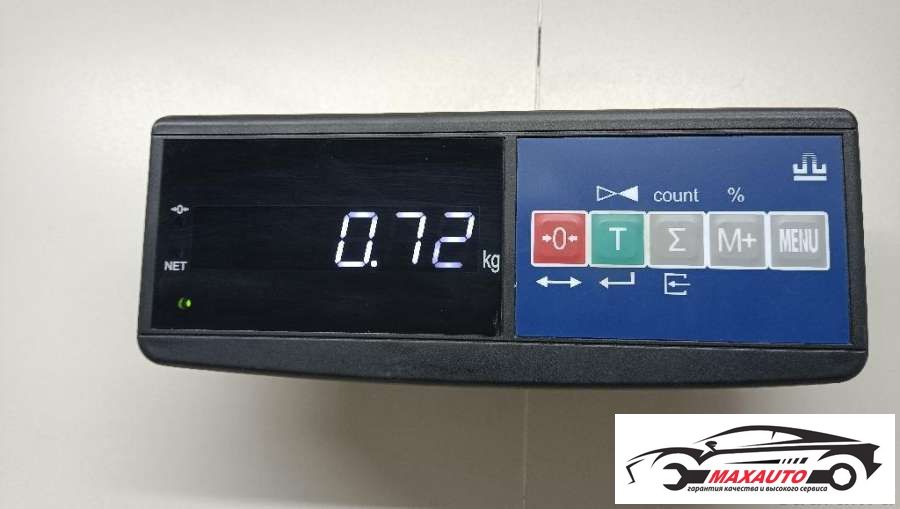 0.72
kg
→0←
NET
count %
→0← T Σ M+ MENU
MAXAUTO
гарантия качества и высокого сервиса